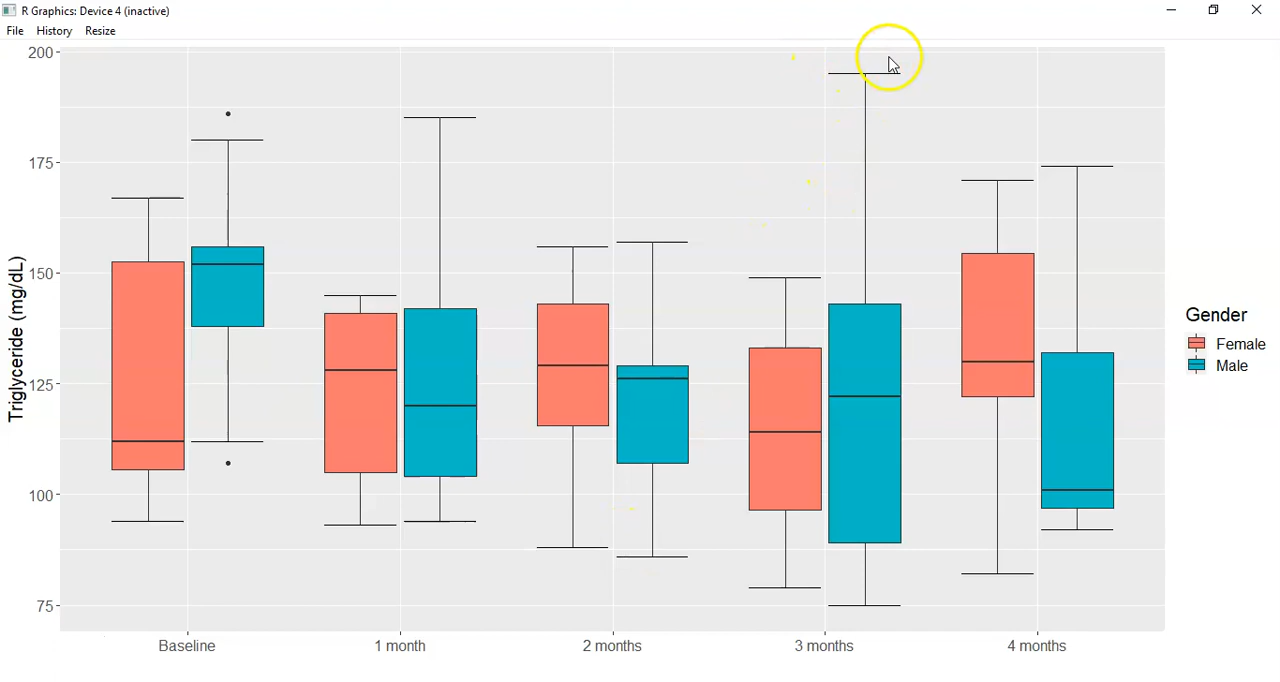 R Graphics: Device 4 (inactive)
File History Resize
200
175
150
125
100
75
Triglyceride (mg/dL)
Baseline 1 month 2 months 3 months 4 months
Gender
Female
Male